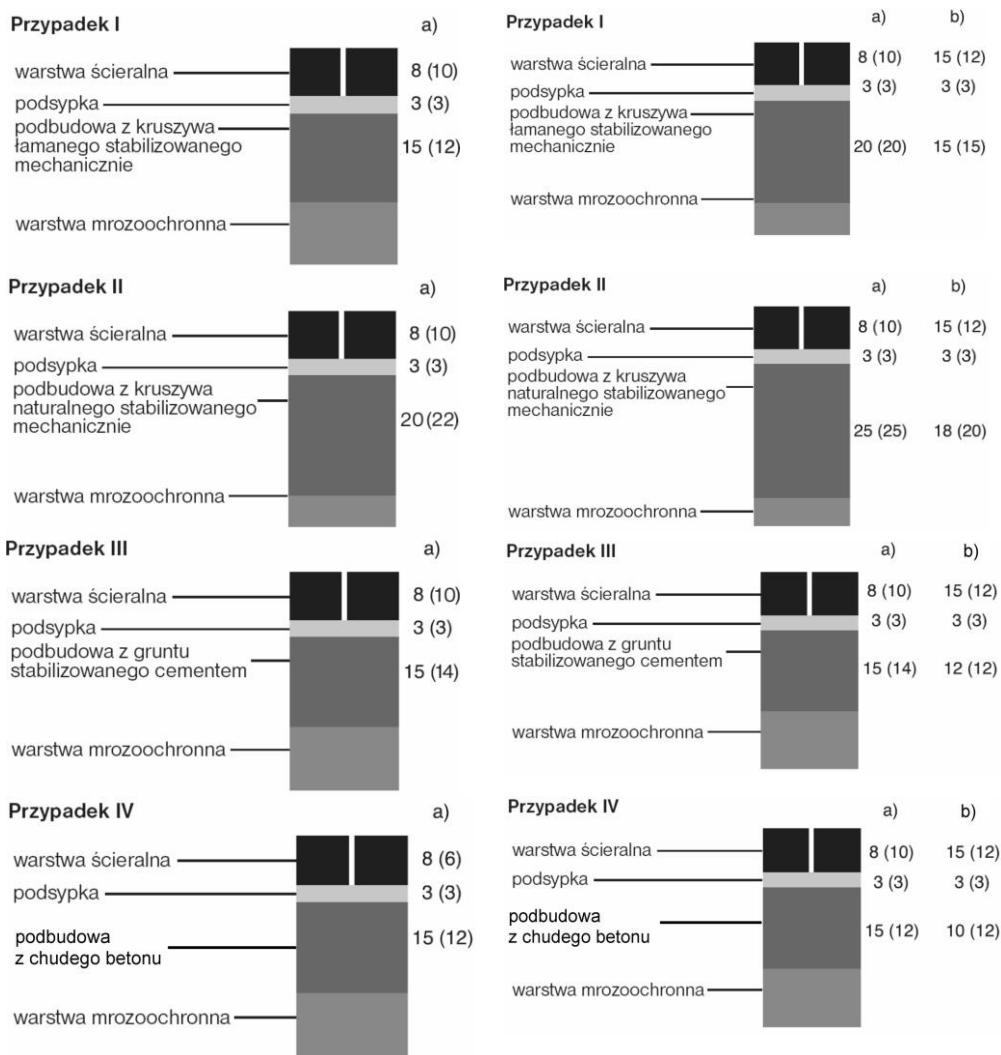 Przypadek I a)
warstwa ścieralna 8 (10)
podsypka 3 (3)
podbudowa z kruszywa
łamanego stabilizowanego 15 (12)
mechanicznie
warstwa mrozoochronna
Przypadek II a)
warstwa ścieralna 8 (10)
podsypka 3 (3)
podbudowa z kruszywa
naturalnego stabilizowanego
mechanicznie 20 (22)
warstwa mrozoochronna
Przypadek III a)
warstwa ścieralna 8 (10)
podsypka 3 (3)
podbudowa z gruntu
stabilizowanego cementem 15 (14)
warstwa mrozoochronna
Przypadek IV a)
warstwa ścieralna 8 (6)
podsypka 3 (3)
podbudowa 15 (12)
z chudego betonu
warstwa mrozoochronna
Przypadek I a) b)
warstwa ścieralna 8 (10) 15 (12)
podsypka 3 (3) 3 (3)
podbudowa z kruszywa
łamanego stabilizowanego
mechanicznie 20 (20) 15 (15)
warstwa mrozoochronna
Przypadek II a) b)
warstwa ścieralna 8 (10) 15 (12)
podsypka 3 (3) 3 (3)
podbudowa z kruszywa
naturalnego stabilizowanego
mechanicznie
25 (25) 18 (20)
warstwa mrozoochronna
Przypadek III a) b)
warstwa ścieralna 8 (10) 15 (12)
podsypka 3 (3) 3 (3)
podbudowa z gruntu
stabilizowanego cementem 15 (14) 12 (12)
warstwa mrozoochronna
Przypadek IV a) b)
warstwa ścieralna 8 (10) 15 (12)
podsypka 3 (3) 3 (3)
podbudowa
z chudego betonu 15 (12) 10 (12)
warstwa mrozoochronna